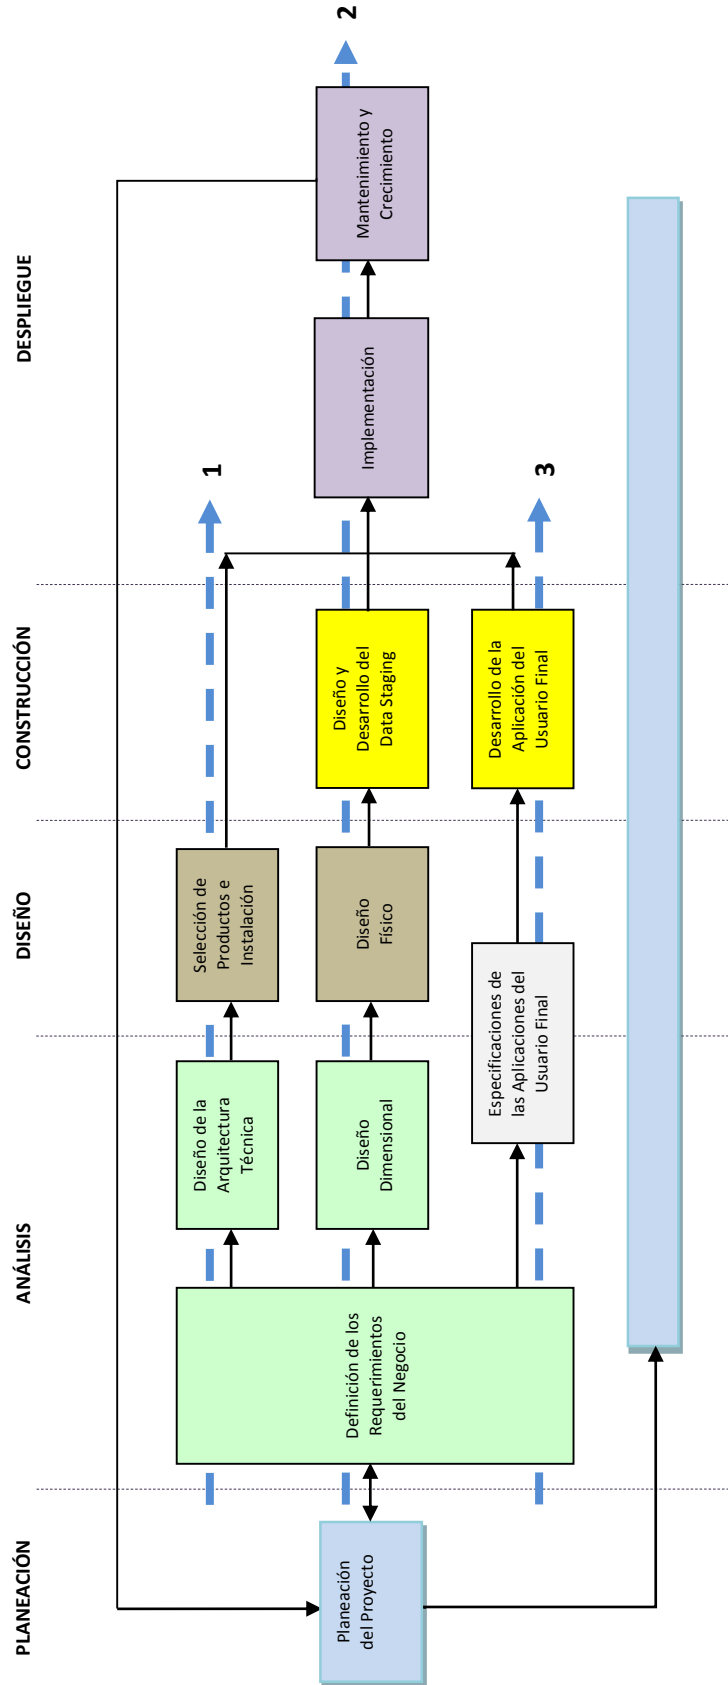 PLANEACIÓN
ANÁLISIS
DISEÑO
CONSTRUCCIÓN
DESPLIEGUE
Planeación
del Proyecto
Definición de los
Requerimientos
del Negocio
Diseño de la
Arquitectura
Técnica
Selección de
Productos e
Instalación
1
Diseño
Dimensional
Diseño
Físico
Diseño y
Desarrollo del
Data Staging
Implementación
Mantenimiento y
Crecimiento
2
Especificaciones de
las Aplicaciones del
Usuario Final
Desarrollo de la
Aplicación del
Usuario Final
3